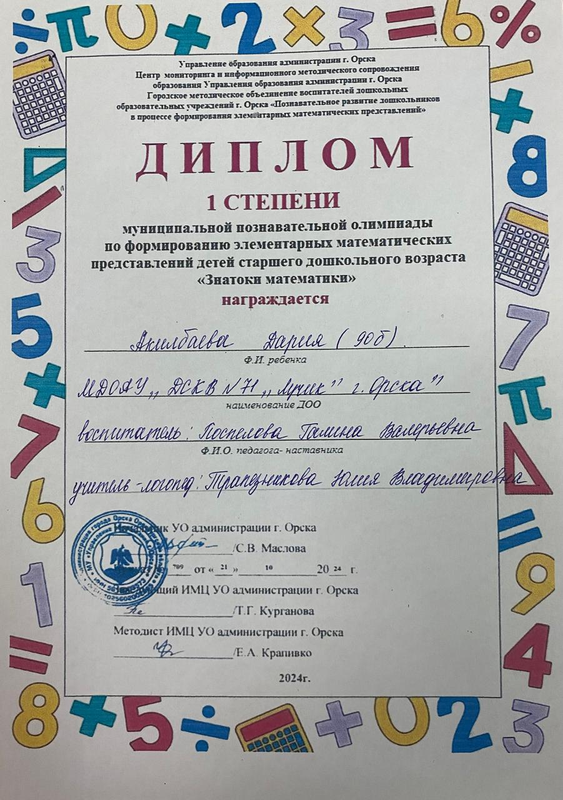 Управление образования администрации г. Орска
Центр мониторинга и информационного методического сопровождения
образования Управления образования администрации г. Орска
Городское методическое объединение воспитателей дошкольных
образовательных учреждений г. Орска «Познавательное развитие дошкольников
в процессе формирования элементарных математических представлений»
ДИПЛОМ
1 СТЕПЕНИ
муниципальной познавательной олимпиады
по формированию элементарных математических
представлений детей старшего дошкольного возраста
«Знатоки математики»
награждается
Акилбаева Дария (90б).
Ф.И. ребенка
МДОАУ „ДСКВ №71 „Лучик” г. Орска”
наименование ДОО
воспитатель: Поспелова Галина Валерьевна
Ф.И.О. педагога- наставника
учитель-логопед: Трапезникова Юлия Владимировна
УО администрации г. Орска
/С.В. Маслова
709 от « 21 » 10 20 24 г.
ИМЦ УО администрации г. Орска
/Т.Г. Курганова
Методист ИМЦ УО администрации г. Орска
/Е.А. Крапивко
2024г.